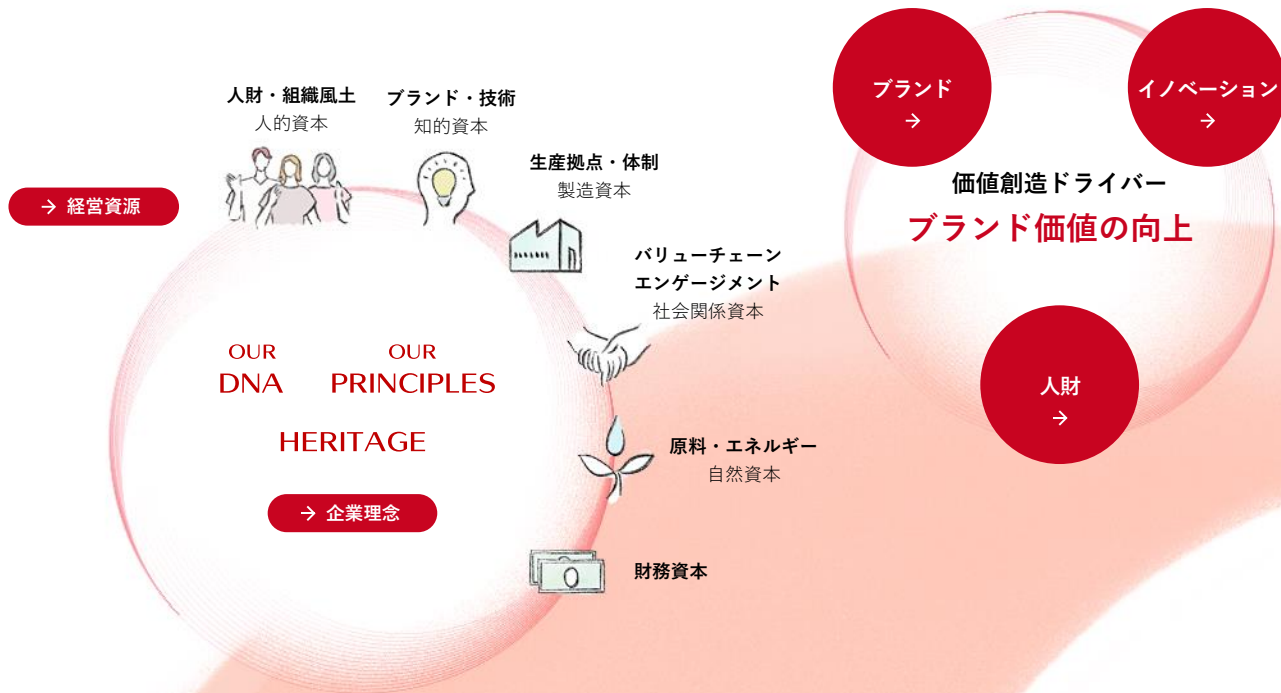 人財・組織風土
人的資本
ブランド・技術
知的資本
生産拠点・体制
製造資本
→ 経営資源
バリューチェーン
エンゲージメント
社会関係資本
OUR
DNA
OUR
PRINCIPLES
HERITAGE
→ 企業理念
原料・エネルギー
自然資本
財務資本
ブランド
→
イノベーション
→
価値創造ドライバー
ブランド価値の向上
人財
→